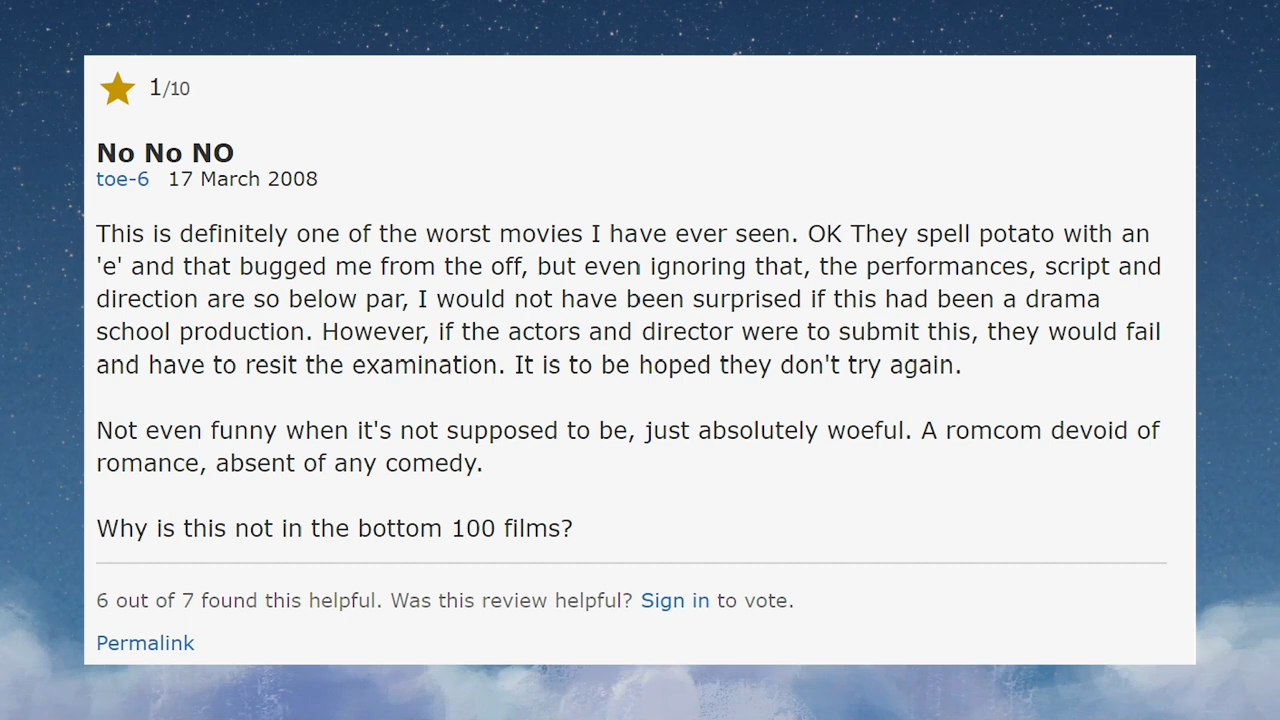 1/10
No No NO
toe-6 17 March 2008
This is definitely one of the worst movies I have ever seen. OK They spell potato with an
'e' and that bugged me from the off, but even ignoring that, the performances, script and
direction are so below par, I would not have been surprised if this had been a drama
school production. However, if the actors and director were to submit this, they would fail
and have to resit the examination. It is to be hoped they don't try again.
Not even funny when it's not supposed to be, just absolutely woeful. A romcom devoid of
romance, absent of any comedy.
Why is this not in the bottom 100 films?
6 out of 7 found this helpful. Was this review helpful? Sign in to vote.
Permalink